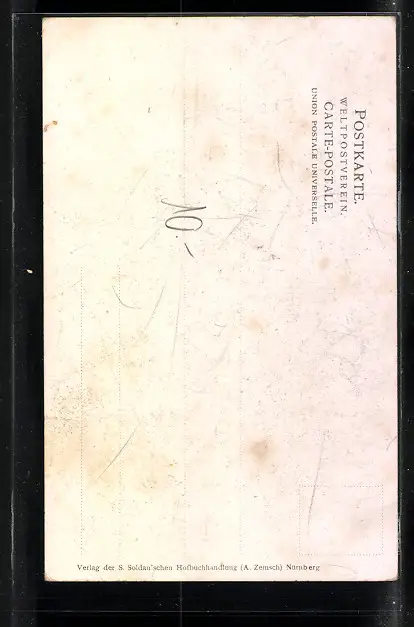 POSTKARTE.
WELTPOSTVEREIN.
CARTE-POSTALE.
UNION POSTALE UNIVERSELLE.
10.-
Verlag der S. Soldan'schen Hofbuchhandlung (A. Zemsch) Nürnberg